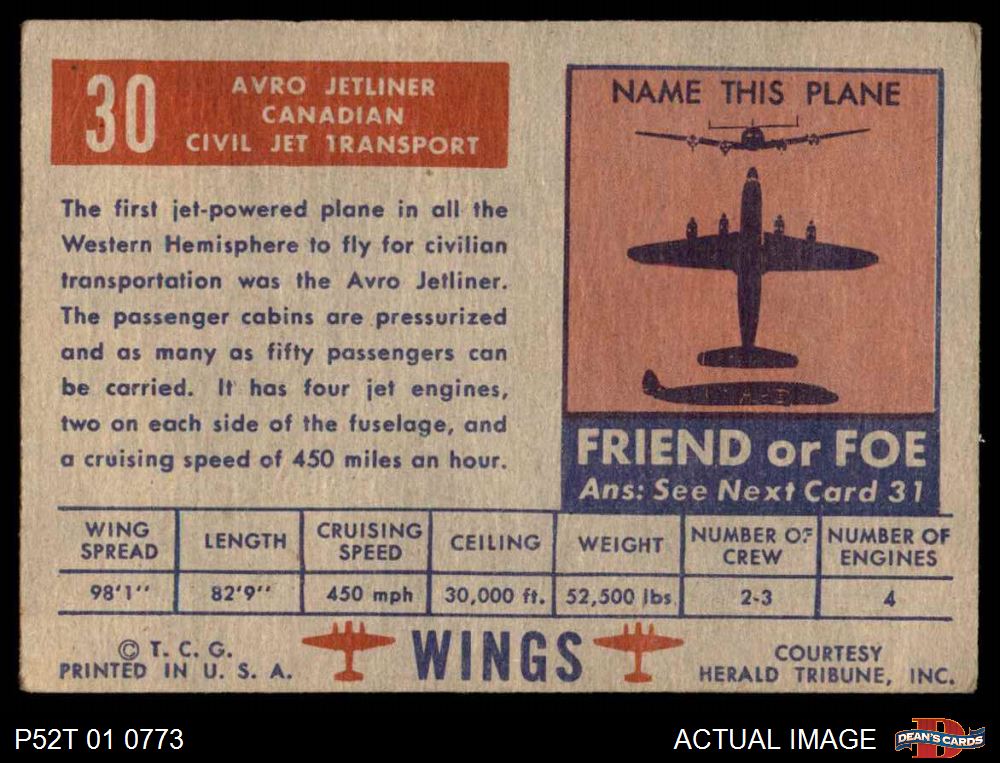 30
AVRO JETLINER
CANADIAN
CIVIL JET TRANSPORT
The first jet-powered plane in all the
Western Hemisphere to fly for civilian
transportation was the Avro Jetliner.
The passenger cabins are pressurized
and as many as fifty passengers can
be carried. It has four jet engines,
two on each side of the fuselage, and
a cruising speed of 450 miles an hour.
NAME THIS PLANE
FRIEND or FOE
Ans: See Next Card 31
WING SPREAD
LENGTH
CRUISING SPEED
CEILING
WEIGHT
NUMBER OF CREW
NUMBER OF ENGINES
98'1''
82'9''
450 mph
30,000 ft.
52,500 lbs.
2-3
4
© T. C. G.
PRINTED IN U. S. A.
WINGS
COURTESY
HERALD TRIBUNE, INC.
P52T 01 0773
ACTUAL IMAGE
DEAN'S CARDS